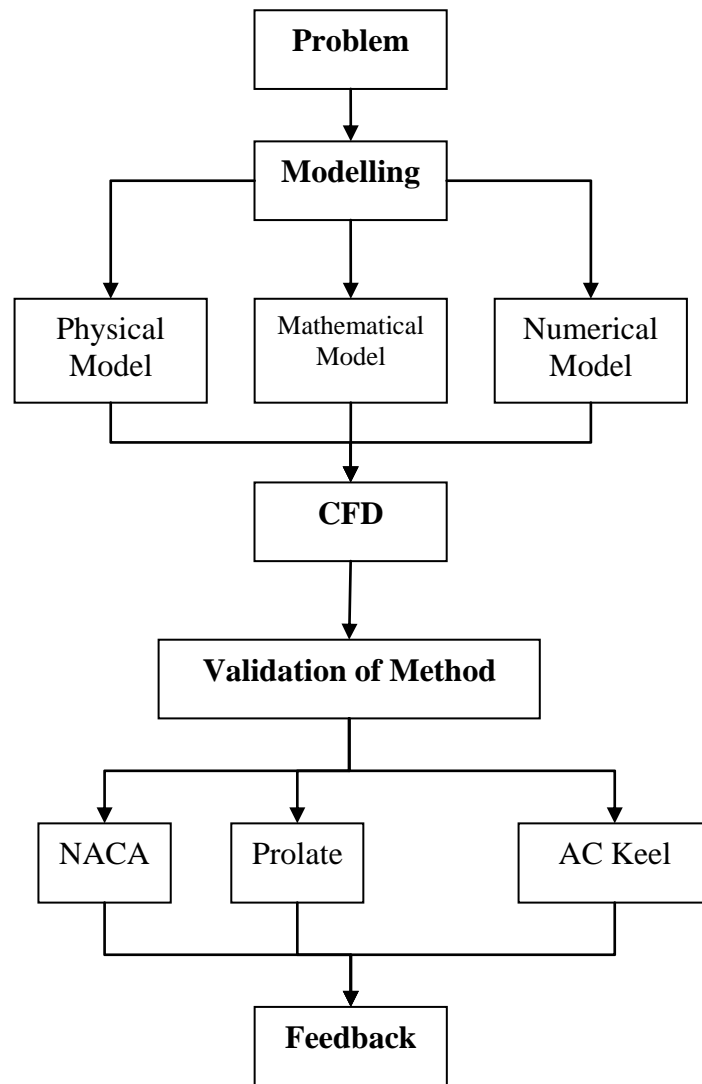 Problem
Modelling
Physical
Model
Mathematical
Model
Numerical
Model
CFD
Validation of Method
NACA
Prolate
AC Keel
Feedback